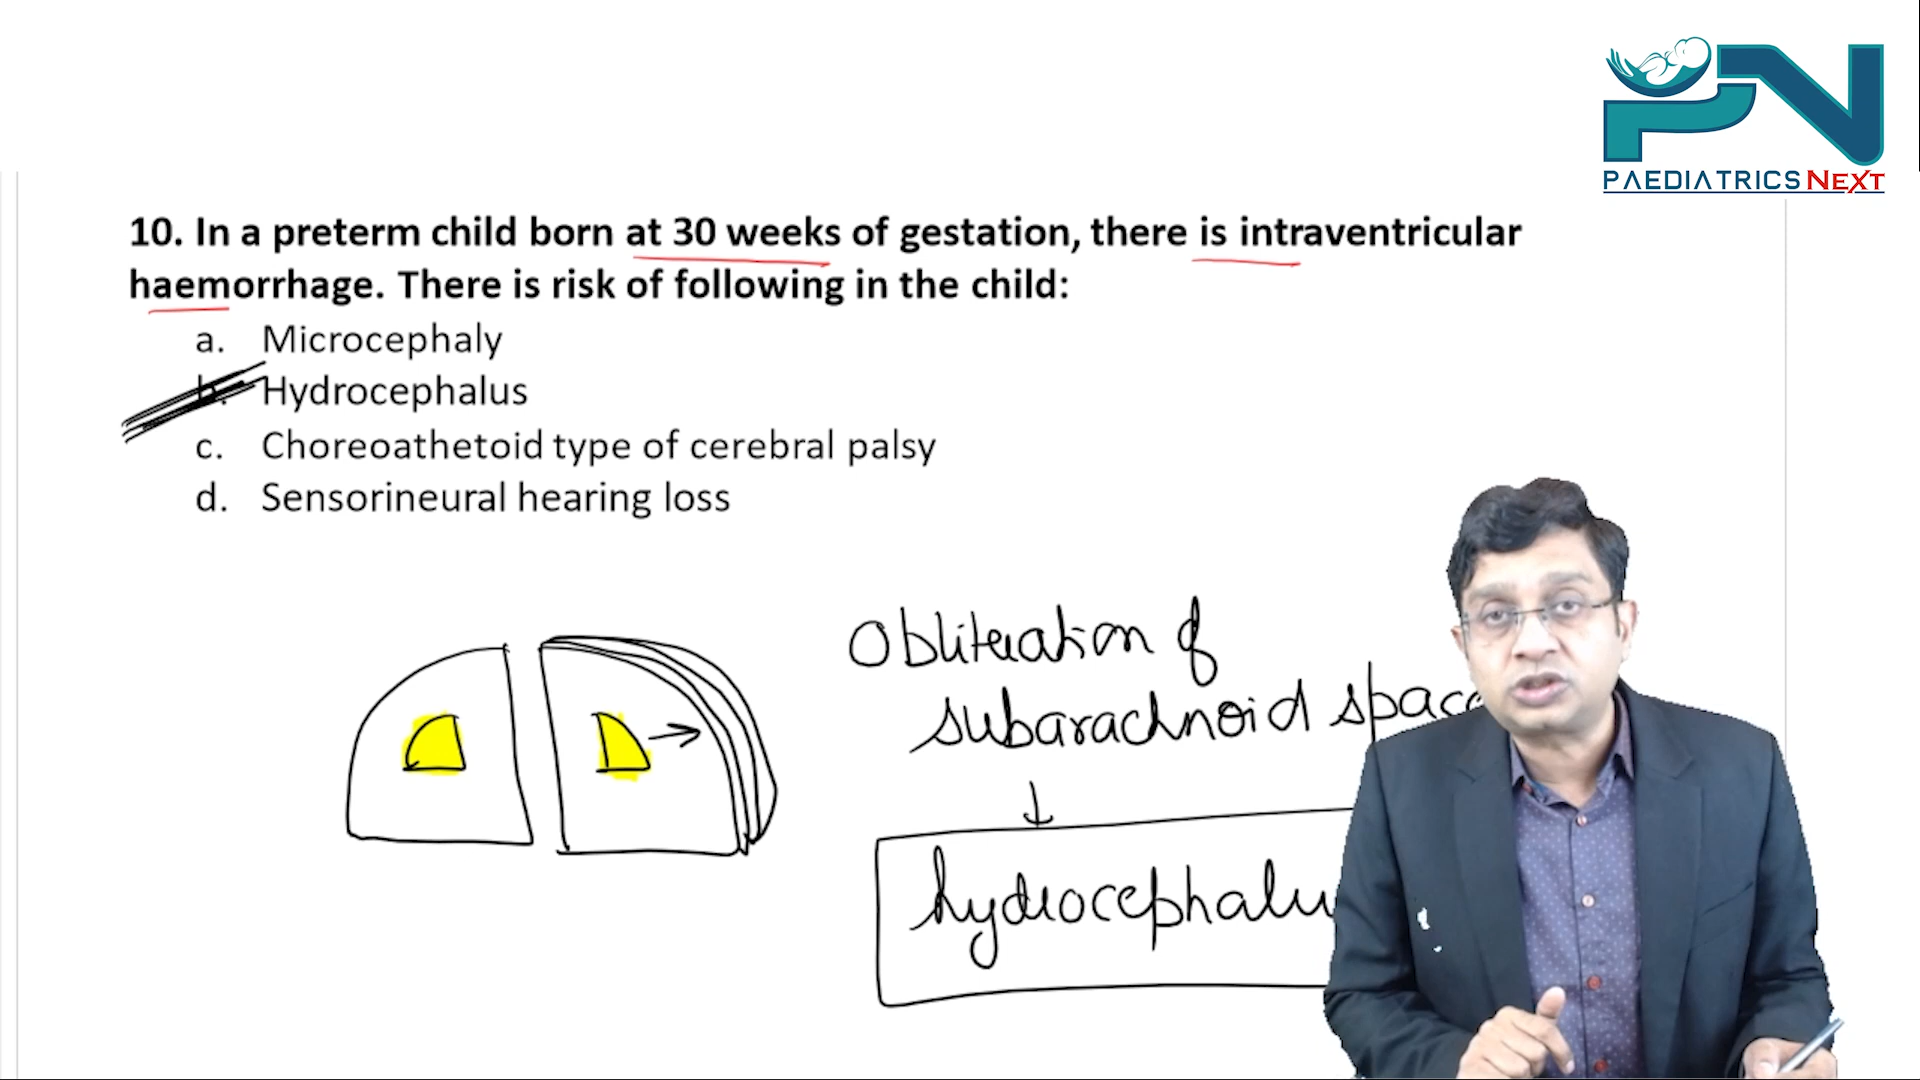 PAEDIATRICS NEXT
10. In a preterm child born at 30 weeks of gestation, there is intraventricular
haemorrhage. There is risk of following in the child:
a. Microcephaly
b. Hydrocephalus
c. Choreoathetoid type of cerebral palsy
d. Sensorineural hearing loss
Obliteration of
subarachnoid space
hydrocephalu